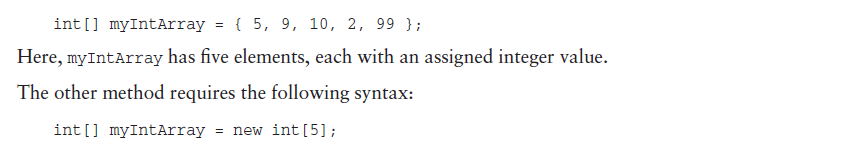 int[] myIntArray = { 5, 9, 10, 2, 99 };
Here, myIntArray has five elements, each with an assigned integer value.
The other method requires the following syntax:
int[] myIntArray = new int[5];